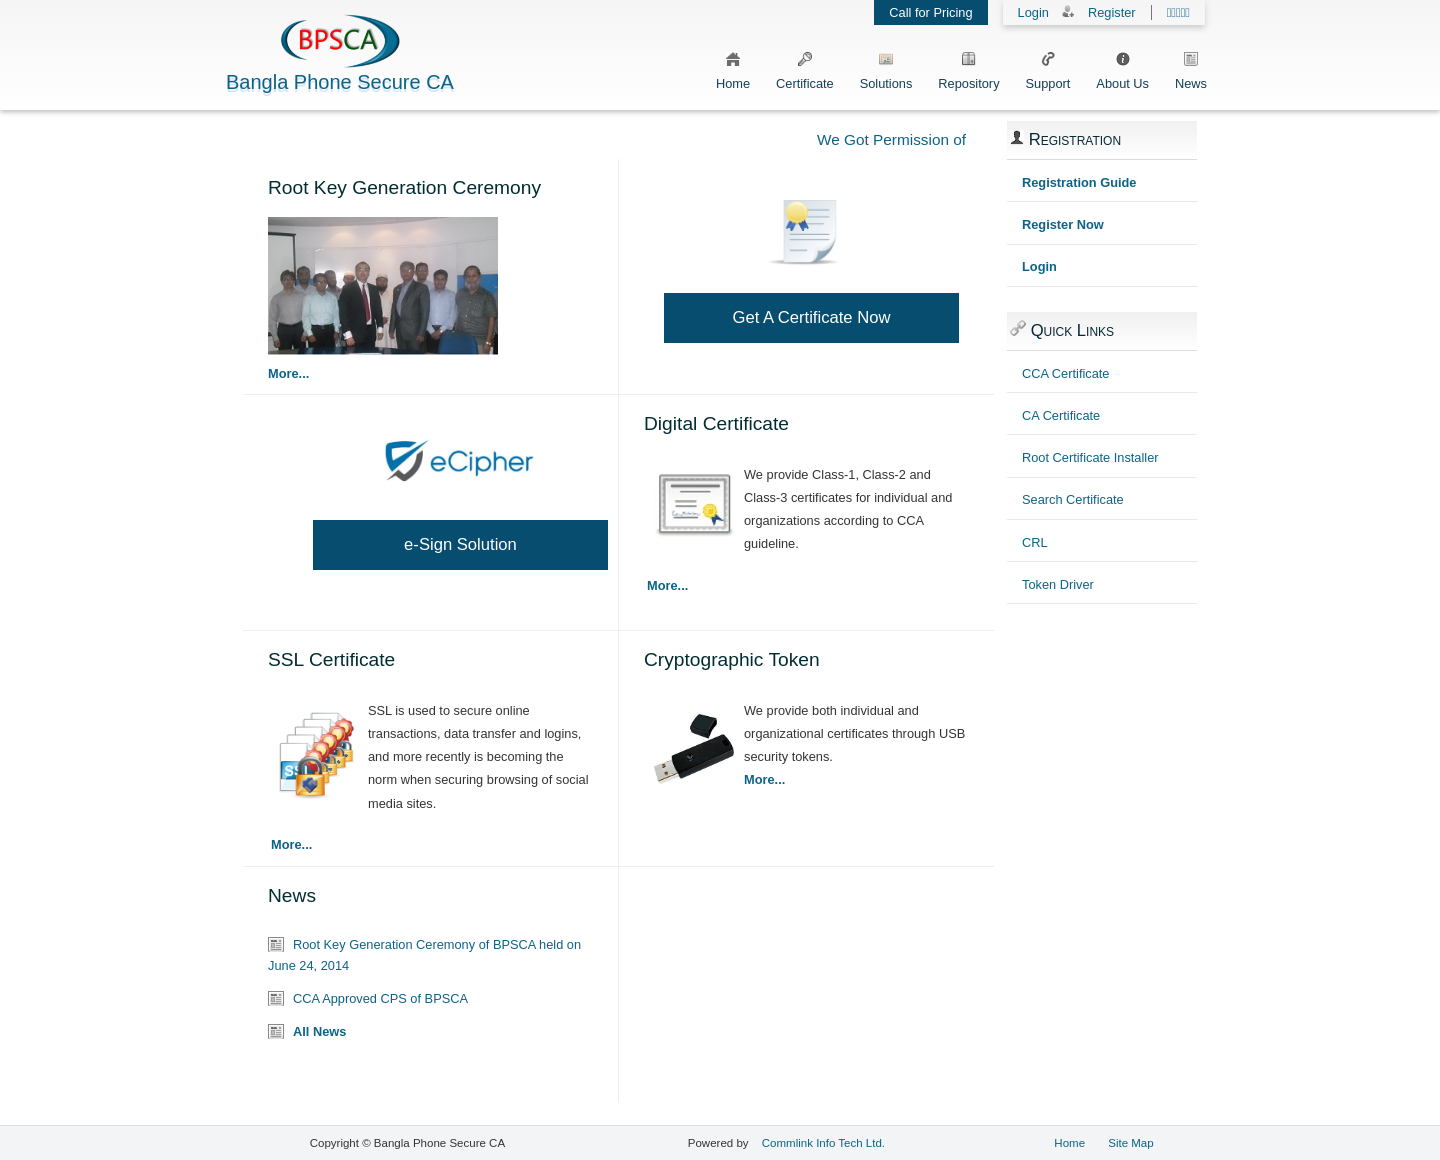 Call for Pricing
Login Register
BPSCA
Bangla Phone Secure CA
Home Certificate Solutions Repository Support About Us News
We Got Permission of
Root Key Generation Ceremony
More...
Get A Certificate Now
eCipher
e-Sign Solution
Digital Certificate
We provide Class-1, Class-2 and
Class-3 certificates for individual and
organizations according to CCA
guideline.
More...
SSL Certificate
SSL
SSL is used to secure online
transactions, data transfer and logins,
and more recently is becoming the
norm when securing browsing of social
media sites.
More...
Cryptographic Token
We provide both individual and
organizational certificates through USB
security tokens.
More...
News
Root Key Generation Ceremony of BPSCA held on
June 24, 2014
CCA Approved CPS of BPSCA
All News
Registration
Registration Guide
Register Now
Login
Quick Links
CCA Certificate
CA Certificate
Root Certificate Installer
Search Certificate
CRL
Token Driver
Copyright © Bangla Phone Secure CA
Powered by Commlink Info Tech Ltd.
Home Site Map